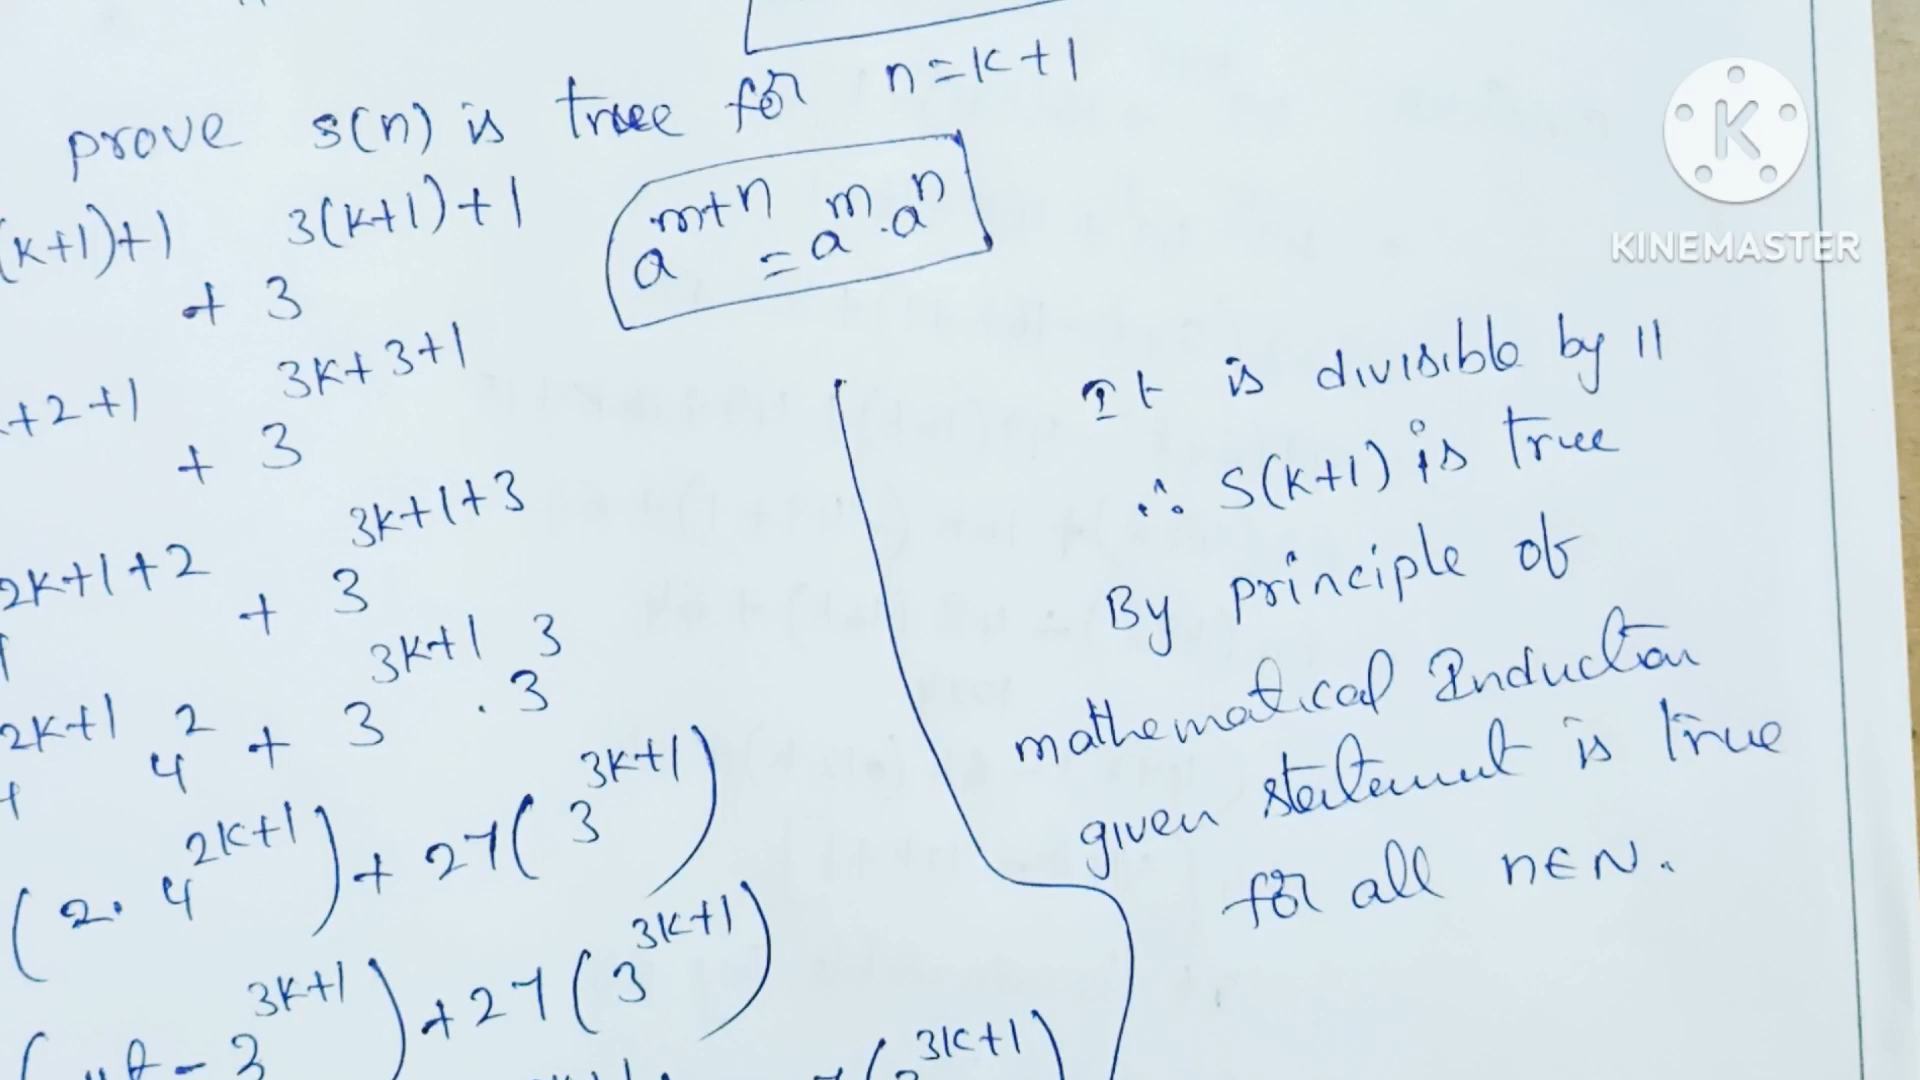 prove s(n) is true for n=k+1
(k+1)+1 3(k+1)+1
+ 3
a^{m+n} = a^m.a^n
+2+1 3k+3+1
+ 3
2k+1+2 3k+1+3
+ 3
2k+1 2 3k+1 3
4 + 3 . 3
(2. 4^{2k+1}) + 27(3^{3k+1})
3^{3k+1}) + 27(3^{3k+1})
3k+1)
It is divisible by 11
∴ S(k+1) is true
By principle of
mathematical Induction
given statement is true
for all n∈N.
K
KINEMASTER